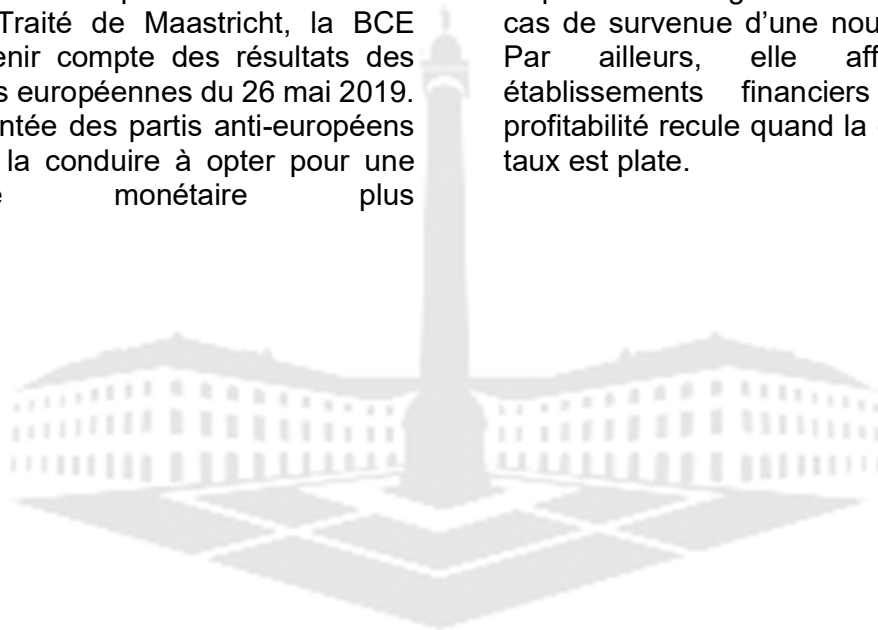 Traité de Maastricht, la BCE
enir compte des résultats des
s européennes du 26 mai 2019.
ntée des partis anti-européens
la conduire à opter pour une
e monétaire plus
cas de survenue d’une nou
Par ailleurs, elle aff
établissements financiers
profitabilité recule quand la
taux est plate.